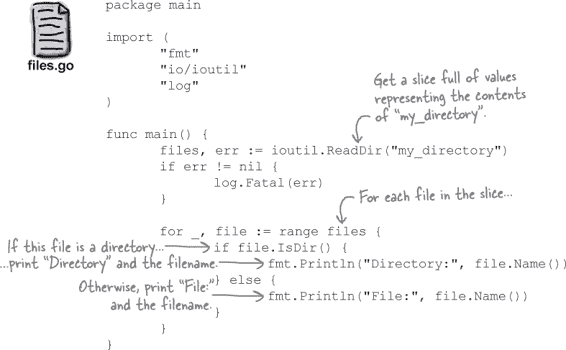 files.go
package main
import (
"fmt"
"io/ioutil"
"log"
)
Get a slice full of values
representing the contents
of "my_directory".
func main() {
files, err := ioutil.ReadDir("my_directory")
if err != nil {
log.Fatal(err)
}
For each file in the slice...
for _, file := range files {
If this file is a directory...
if file.IsDir() {
...print "Directory" and the filename.
fmt.Println("Directory:", file.Name())
Otherwise, print "File:"
and the filename.
} else {
fmt.Println("File:", file.Name())
}
}
}